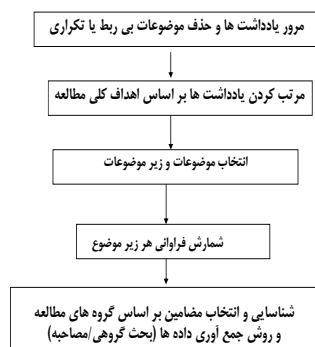 مرور یادداشت ها و حذف موضوعات بی ربط یا تکراری
مرتب کردن یادداشت ها بر اساس اهداف کلی مطالعه
انتخاب موضوعات و زیر موضوعات
شمارش فراوانی هر زیر موضوع
شناسایی و انتخاب مضامین بر اساس گروه های مطالعه
و روش جمع آوری داده ها (بحث گروهی/مصاحبه)